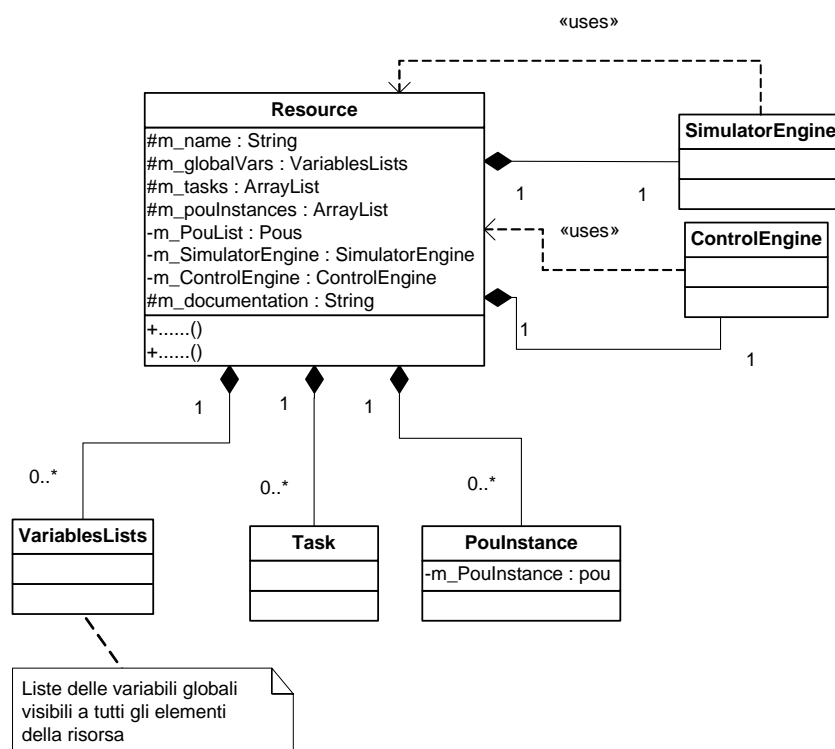 «uses»
Resource
#m_name : String
#m_globalVars : VariablesLists
#m_tasks : ArrayList
#m_pouInstances : ArrayList
-m_PouList : Pous
-m_SimulatorEngine : SimulatorEngine
-m_ControlEngine : ControlEngine
#m_documentation : String
+......()
+......()
SimulatorEngine
1
1
«uses»
ControlEngine
1
1
1
1
1
0..*
0..*
0..*
VariablesLists
Task
PouInstance
-m_PouInstance : pou
Liste delle variabili globali
visibili a tutti gli elementi
della risorsa